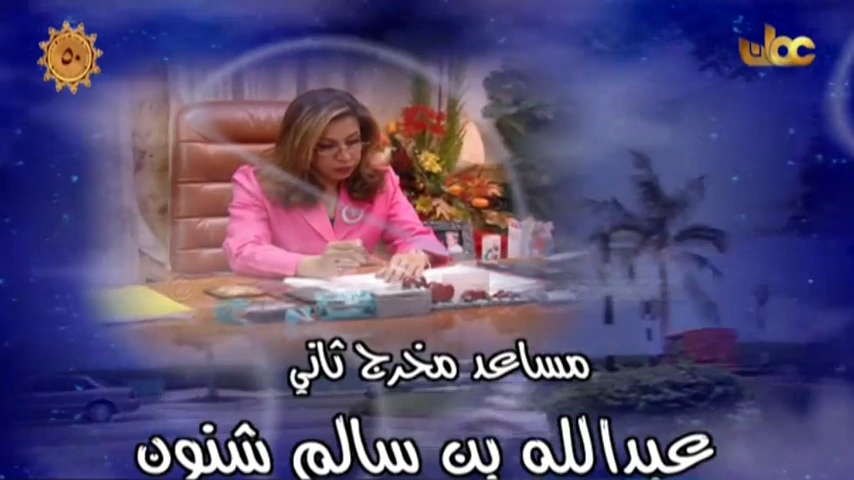 ٥٠
عمان
مساعد مخرج ثاني
عبدالله بن سالم شنون